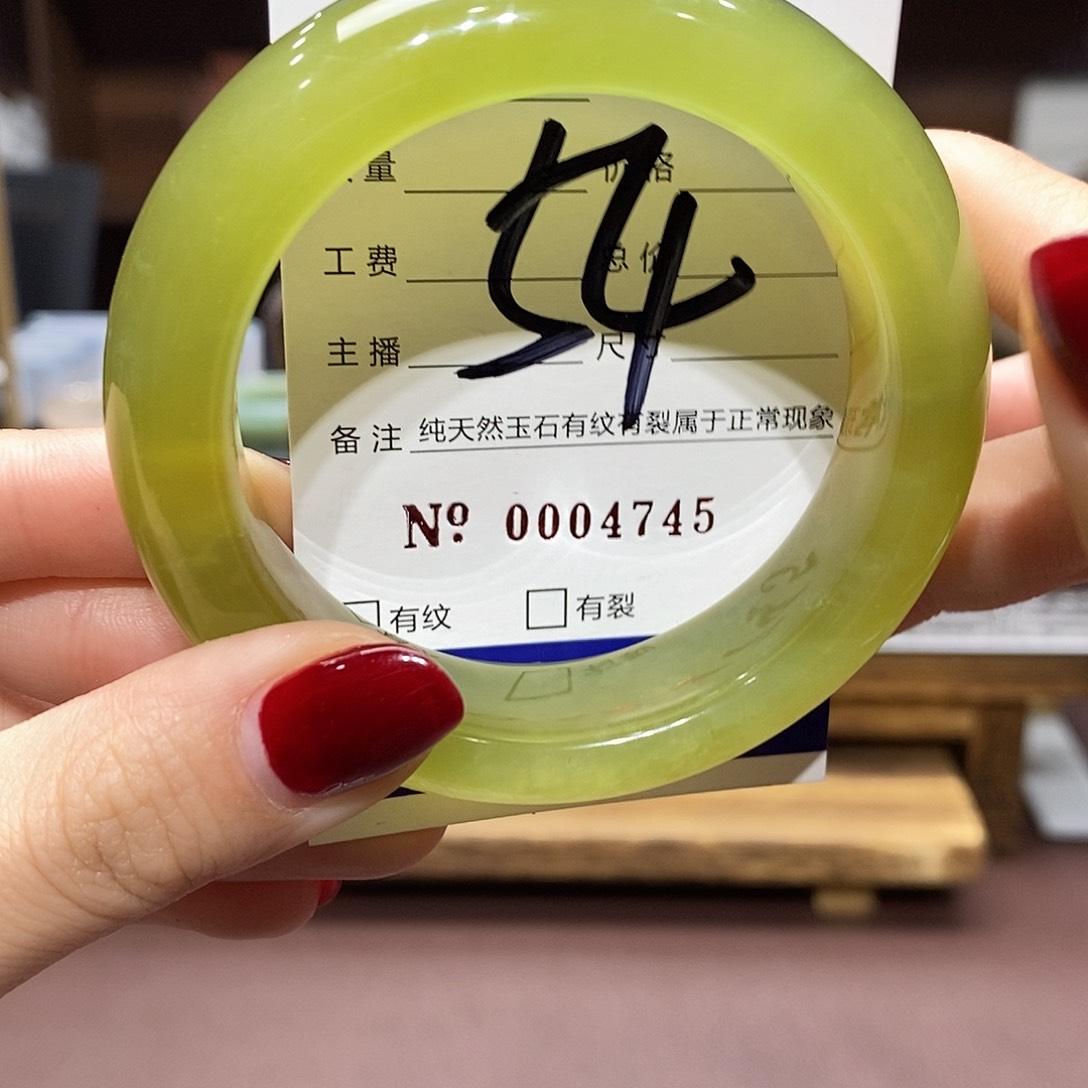 量 价格
54
工费 总价
主播 尺寸
备注 纯天然玉石有纹有裂属于正常现象
Nº 0004745
有纹 有裂